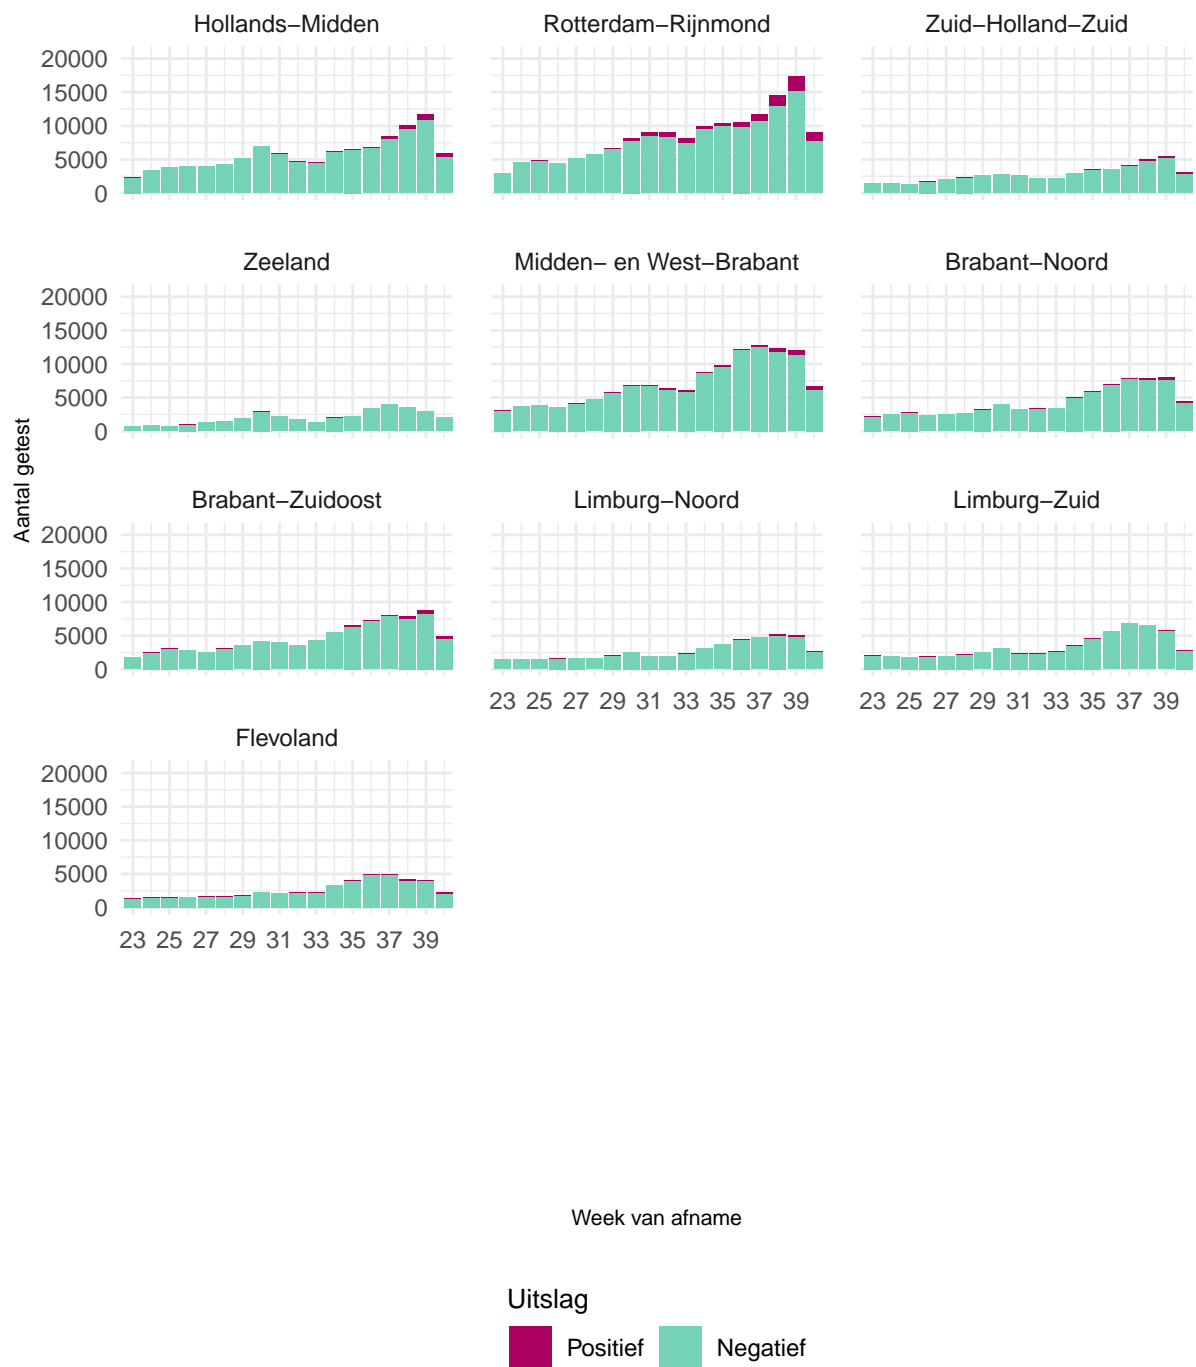 Hollands−Midden Rotterdam−Rijnmond Zuid−Holland−Zuid
20000
15000
10000
5000
0
Zeeland Midden− en West−Brabant Brabant−Noord
20000
15000
10000
5000
0
Aantal getest
Brabant−Zuidoost Limburg−Noord Limburg−Zuid
20000
15000
10000
5000
0
23 25 27 29 31 33 35 37 39 23 25 27 29 31 33 35 37 39
Flevoland
20000
15000
10000
5000
0
23 25 27 29 31 33 35 37 39
Week van afname
Uitslag
Positief Negatief